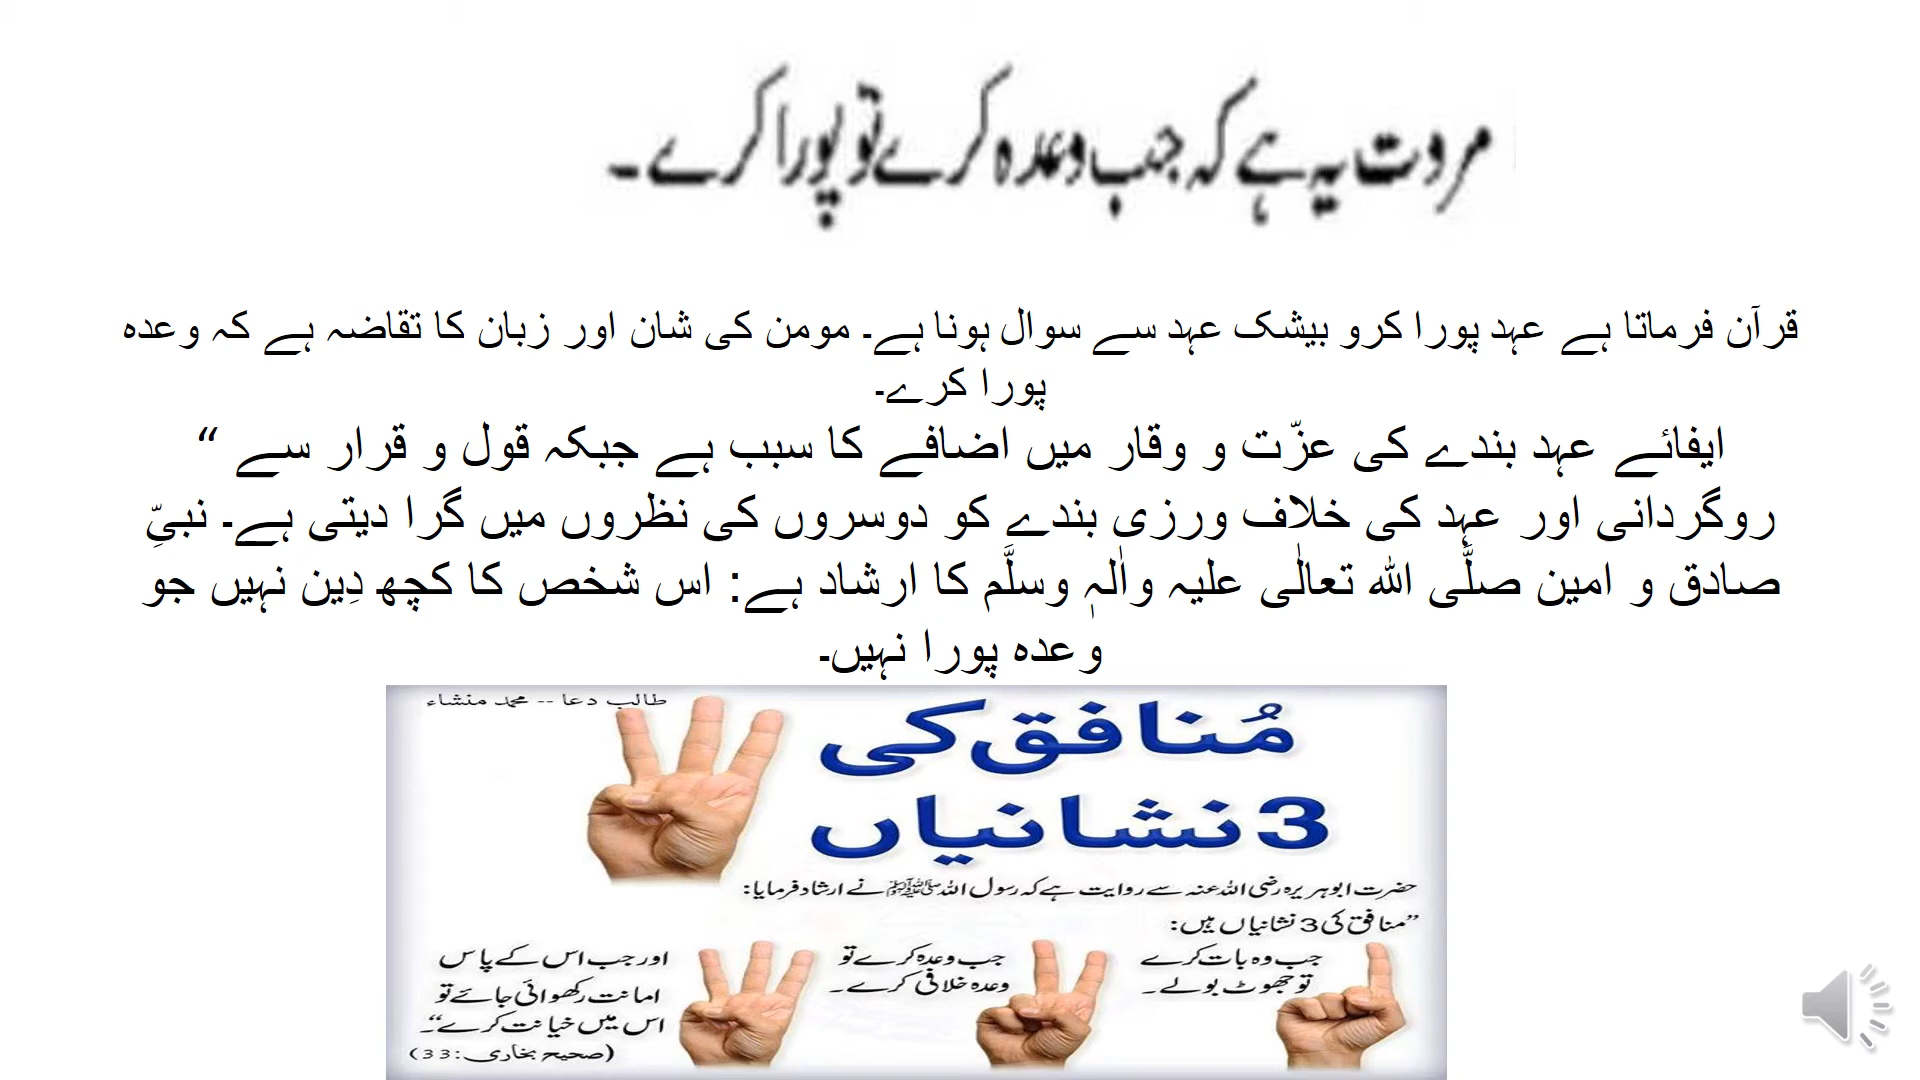 مروت یہ ہے کہ جب وعدہ کرے تو پورا کرے۔
قرآن فرماتا ہے عہد پورا کرو بیشک عہد سے سوال ہونا ہے۔ مومن کی شان اور زبان کا تقاضہ ہے کہ وعدہ
پورا کرے۔
ایفائے عہد بندے کی عزّت و وقار میں اضافے کا سبب ہے جبکہ قول و قرار سے “
روگردانی اور عہد کی خلاف ورزی بندے کو دوسروں کی نظروں میں گرا دیتی ہے۔ نبیِّ
صادق و امین صلَّی اللہ تعالٰی علیہ واٰلہٖ وسلَّم کا ارشاد ہے: اس شخص کا کچھ دِین نہیں جو
وعدہ پورا نہیں۔
طالب دعا -- محمد منشاء
مُنافق کی
3 نشانیاں
حضرت ابوہریرہ رضی اللہ عنہ سے روایت ہے کہ رسول اللہ ﷺ نے ارشاد فرمایا:
”منافق کی 3 نشانیاں ہیں:
جب وہ بات کرے
تو جھوٹ بولے۔
جب وعدہ کرے تو
وعدہ خلافی کرے۔
اور جب اس کے پاس
امانت رکھوائی جائے تو
اس میں خیانت کرے“۔
(صحیح بخاری:33)